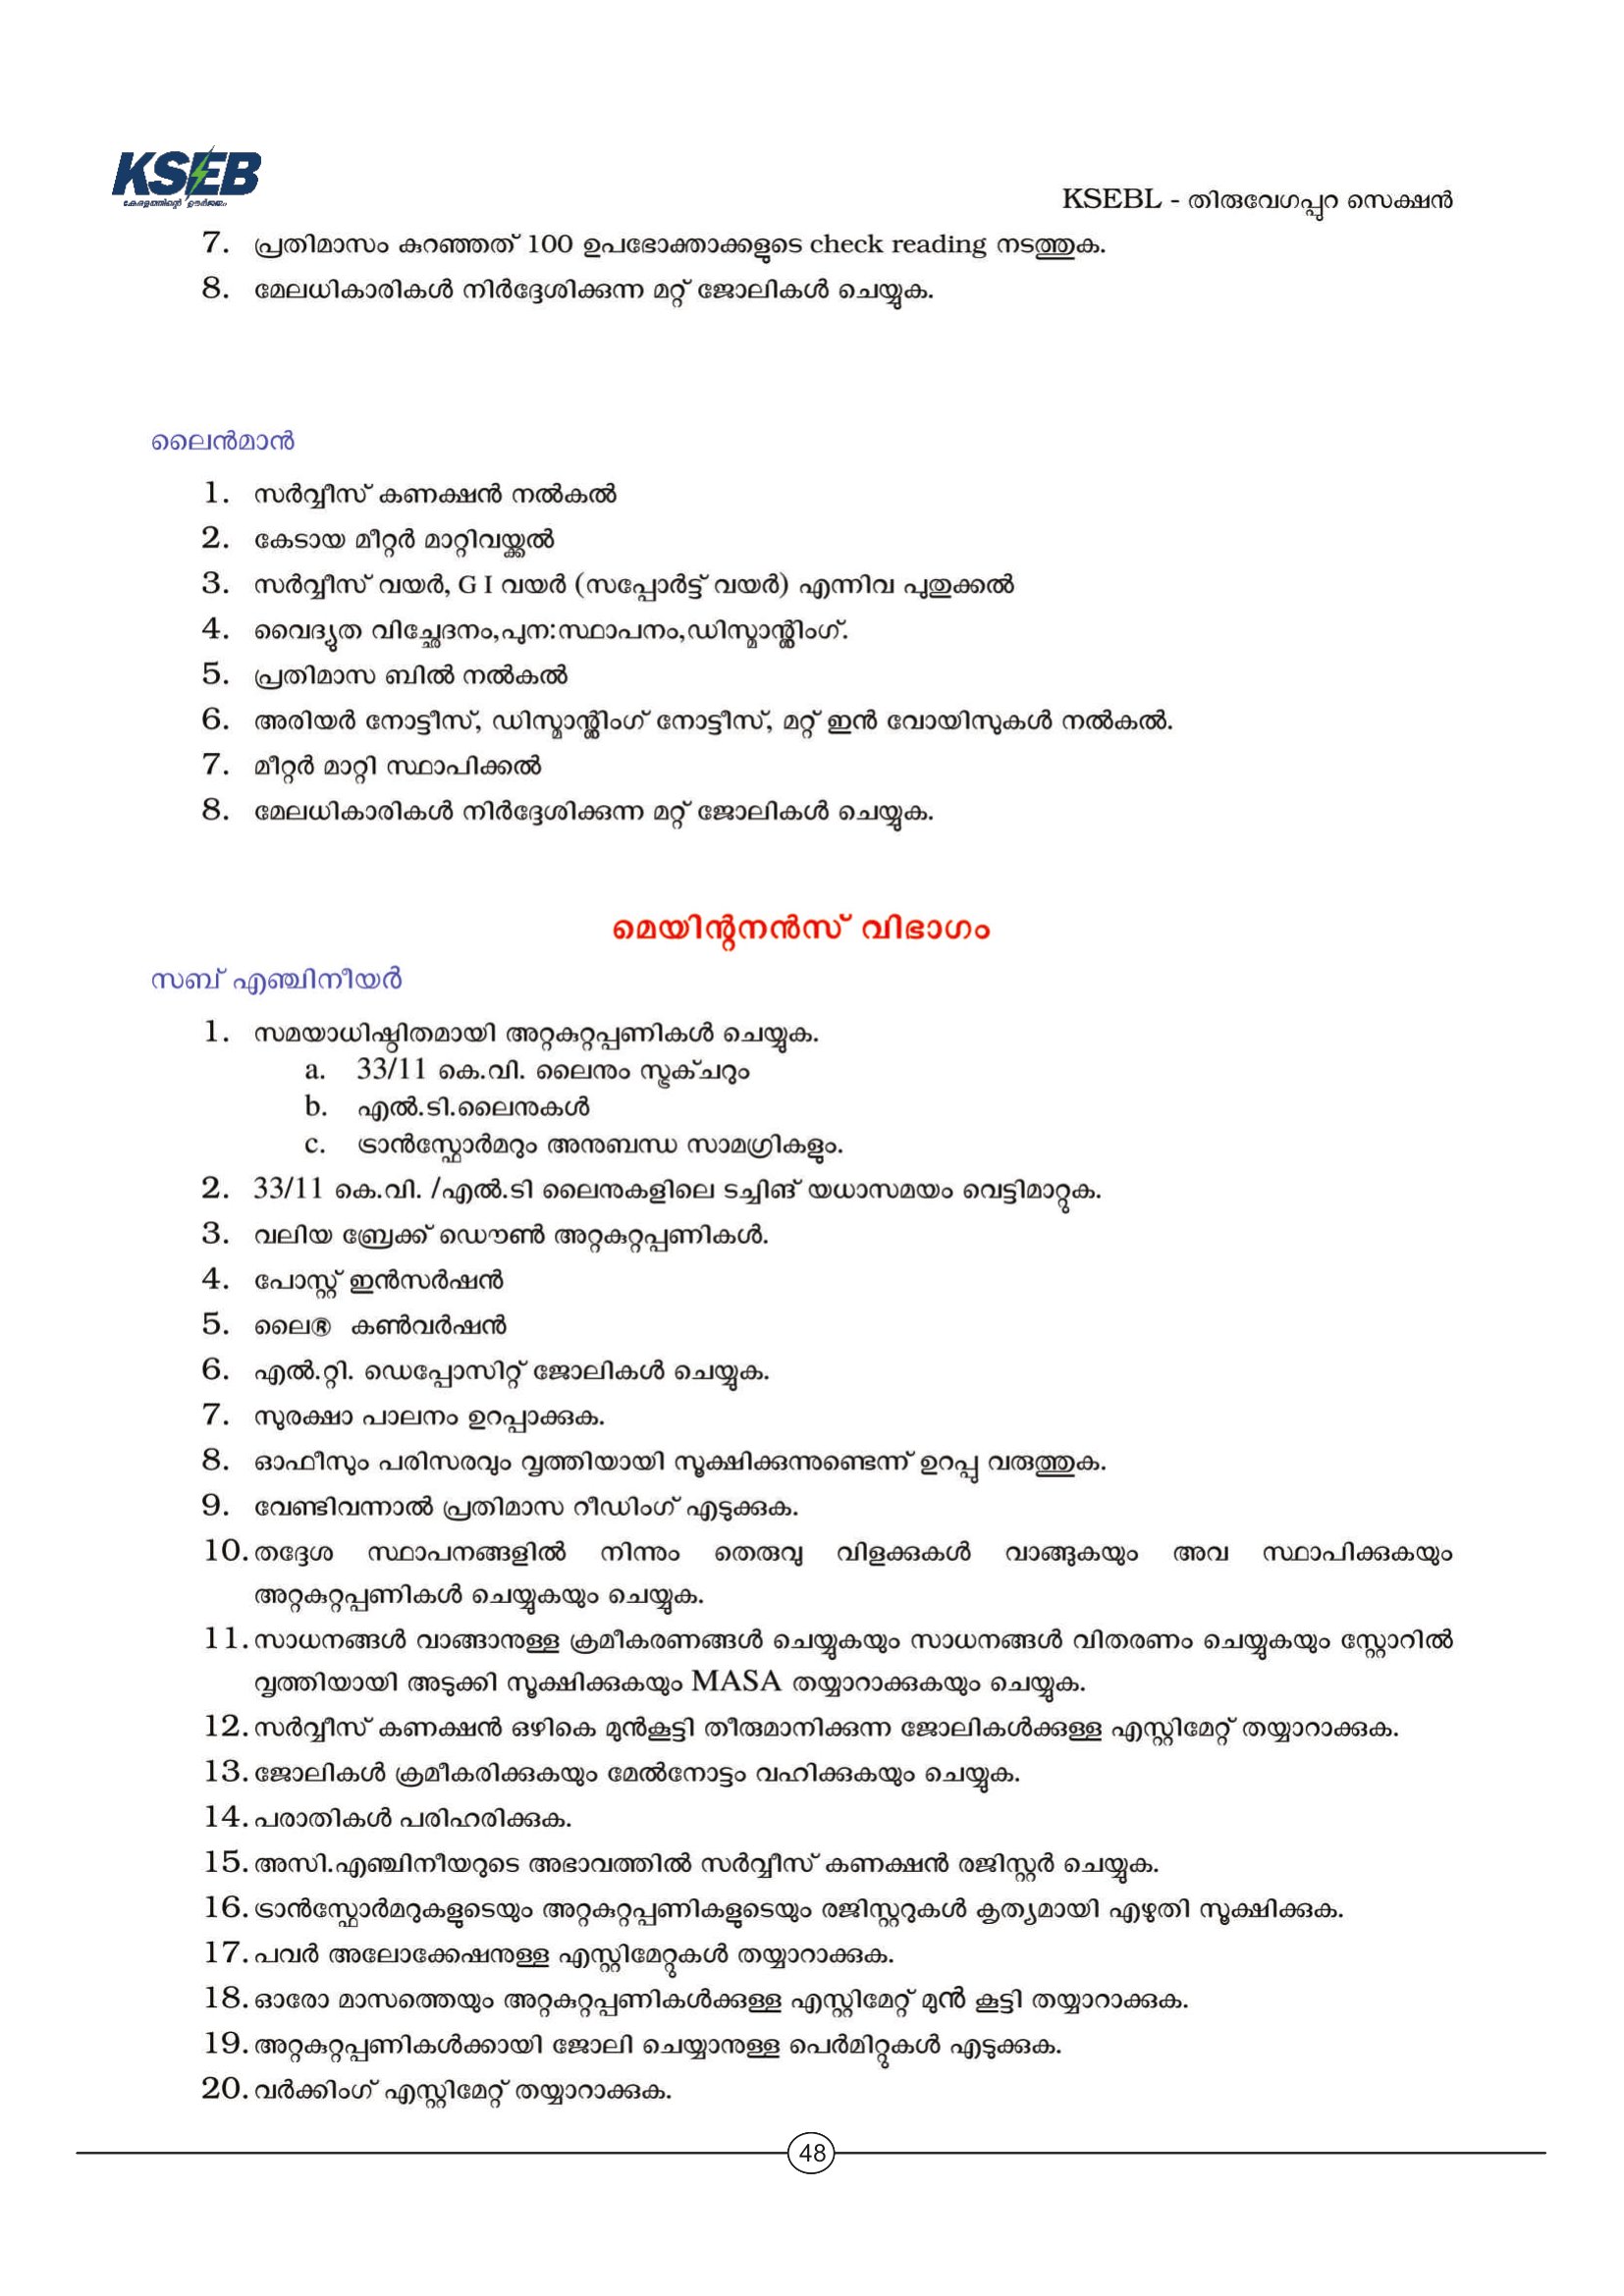 KSEB
കേരളത്തിന്റെ ഊർജ്ജം
KSEBL - തിരുവേഗപ്പുറ സെക്ഷൻ
7. പ്രതിമാസം കുറഞ്ഞത് 100 ഉപഭോക്താക്കളുടെ check reading നടത്തുക.
8. മേലധികാരികൾ നിർദ്ദേശിക്കുന്ന മറ്റ് ജോലികൾ ചെയ്യുക.
ലൈൻമാൻ
1. സർവ്വീസ് കണക്ഷൻ നൽകൽ
2. കേടായ മീറ്റർ മാറ്റിവയ്ക്കൽ
3. സർവ്വീസ് വയർ, G I വയർ (സപ്പോർട്ട് വയർ) എന്നിവ പുതുക്കൽ
4. വൈദ്യുത വിച്ഛേദനം,പുന:സ്ഥാപനം,ഡിസ്മാന്റ്ലിംഗ്.
5. പ്രതിമാസ ബിൽ നൽകൽ
6. അരിയർ നോട്ടീസ്, ഡിസ്മാന്റ്ലിംഗ് നോട്ടീസ്, മറ്റ് ഇൻ വോയിസുകൾ നൽകൽ.
7. മീറ്റർ മാറ്റി സ്ഥാപിക്കൽ
8. മേലധികാരികൾ നിർദ്ദേശിക്കുന്ന മറ്റ് ജോലികൾ ചെയ്യുക.
മെയിന്റനൻസ് വിഭാഗം
സബ് എഞ്ചിനീയർ
1. സമയാധിഷ്ഠിതമായി അറ്റകുറ്റപ്പണികൾ ചെയ്യുക.
a. 33/11 കെ.വി. ലൈനും സ്ട്രക്ചറും
b. എൽ.ടി.ലൈനുകൾ
c. ട്രാൻസ്ഫോർമറും അനുബന്ധ സാമഗ്രികളും.
2. 33/11 കെ.വി. /എൽ.ടി ലൈനുകളിലെ ടച്ചിങ് യധാസമയം വെട്ടിമാറ്റുക.
3. വലിയ ബ്രേക്ക് ഡൌൺ അറ്റകുറ്റപ്പണികൾ.
4. പോസ്റ്റ് ഇൻസർഷൻ
5. ലൈ® കൺവർഷൻ
6. എൽ.റ്റി. ഡെപ്പോസിറ്റ് ജോലികൾ ചെയ്യുക.
7. സുരക്ഷാ പാലനം ഉറപ്പാക്കുക.
8. ഓഫീസും പരിസരവും വൃത്തിയായി സൂക്ഷിക്കുന്നുണ്ടെന്ന് ഉറപ്പു വരുത്തുക.
9. വേണ്ടിവന്നാൽ പ്രതിമാസ റീഡിംഗ് എടുക്കുക.
10. തദ്ദേശ സ്ഥാപനങ്ങളിൽ നിന്നും തെരുവു വിളക്കുകൾ വാങ്ങുകയും അവ സ്ഥാപിക്കുകയും
അറ്റകുറ്റപ്പണികൾ ചെയ്യുകയും ചെയ്യുക.
11. സാധനങ്ങൾ വാങ്ങാനുള്ള ക്രമീകരണങ്ങൾ ചെയ്യുകയും സാധനങ്ങൾ വിതരണം ചെയ്യുകയും സ്റ്റോറിൽ
വൃത്തിയായി അടുക്കി സൂക്ഷിക്കുകയും MASA തയ്യാറാക്കുകയും ചെയ്യുക.
12. സർവ്വീസ് കണക്ഷൻ ഒഴികെ മുൻകൂട്ടി തീരുമാനിക്കുന്ന ജോലികൾക്കുള്ള എസ്റ്റിമേറ്റ് തയ്യാറാക്കുക.
13. ജോലികൾ ക്രമീകരിക്കുകയും മേൽനോട്ടം വഹിക്കുകയും ചെയ്യുക.
14. പരാതികൾ പരിഹരിക്കുക.
15. അസി.എഞ്ചിനീയറുടെ അഭാവത്തിൽ സർവ്വീസ് കണക്ഷൻ രജിസ്റ്റർ ചെയ്യുക.
16. ട്രാൻസ്ഫോർമറുകളുടെയും അറ്റകുറ്റപ്പണികളുടെയും രജിസ്റ്ററുകൾ കൃത്യമായി എഴുതി സൂക്ഷിക്കുക.
17. പവർ അലോക്കേഷനുള്ള എസ്റ്റിമേറ്റുകൾ തയ്യാറാക്കുക.
18. ഓരോ മാസത്തെയും അറ്റകുറ്റപ്പണികൾക്കുള്ള എസ്റ്റിമേറ്റ് മുൻ കൂട്ടി തയ്യാറാക്കുക.
19. അറ്റകുറ്റപ്പണികൾക്കായി ജോലി ചെയ്യാനുള്ള പെർമിറ്റുകൾ എടുക്കുക.
20. വർക്കിംഗ് എസ്റ്റിമേറ്റ് തയ്യാറാക്കുക.
48